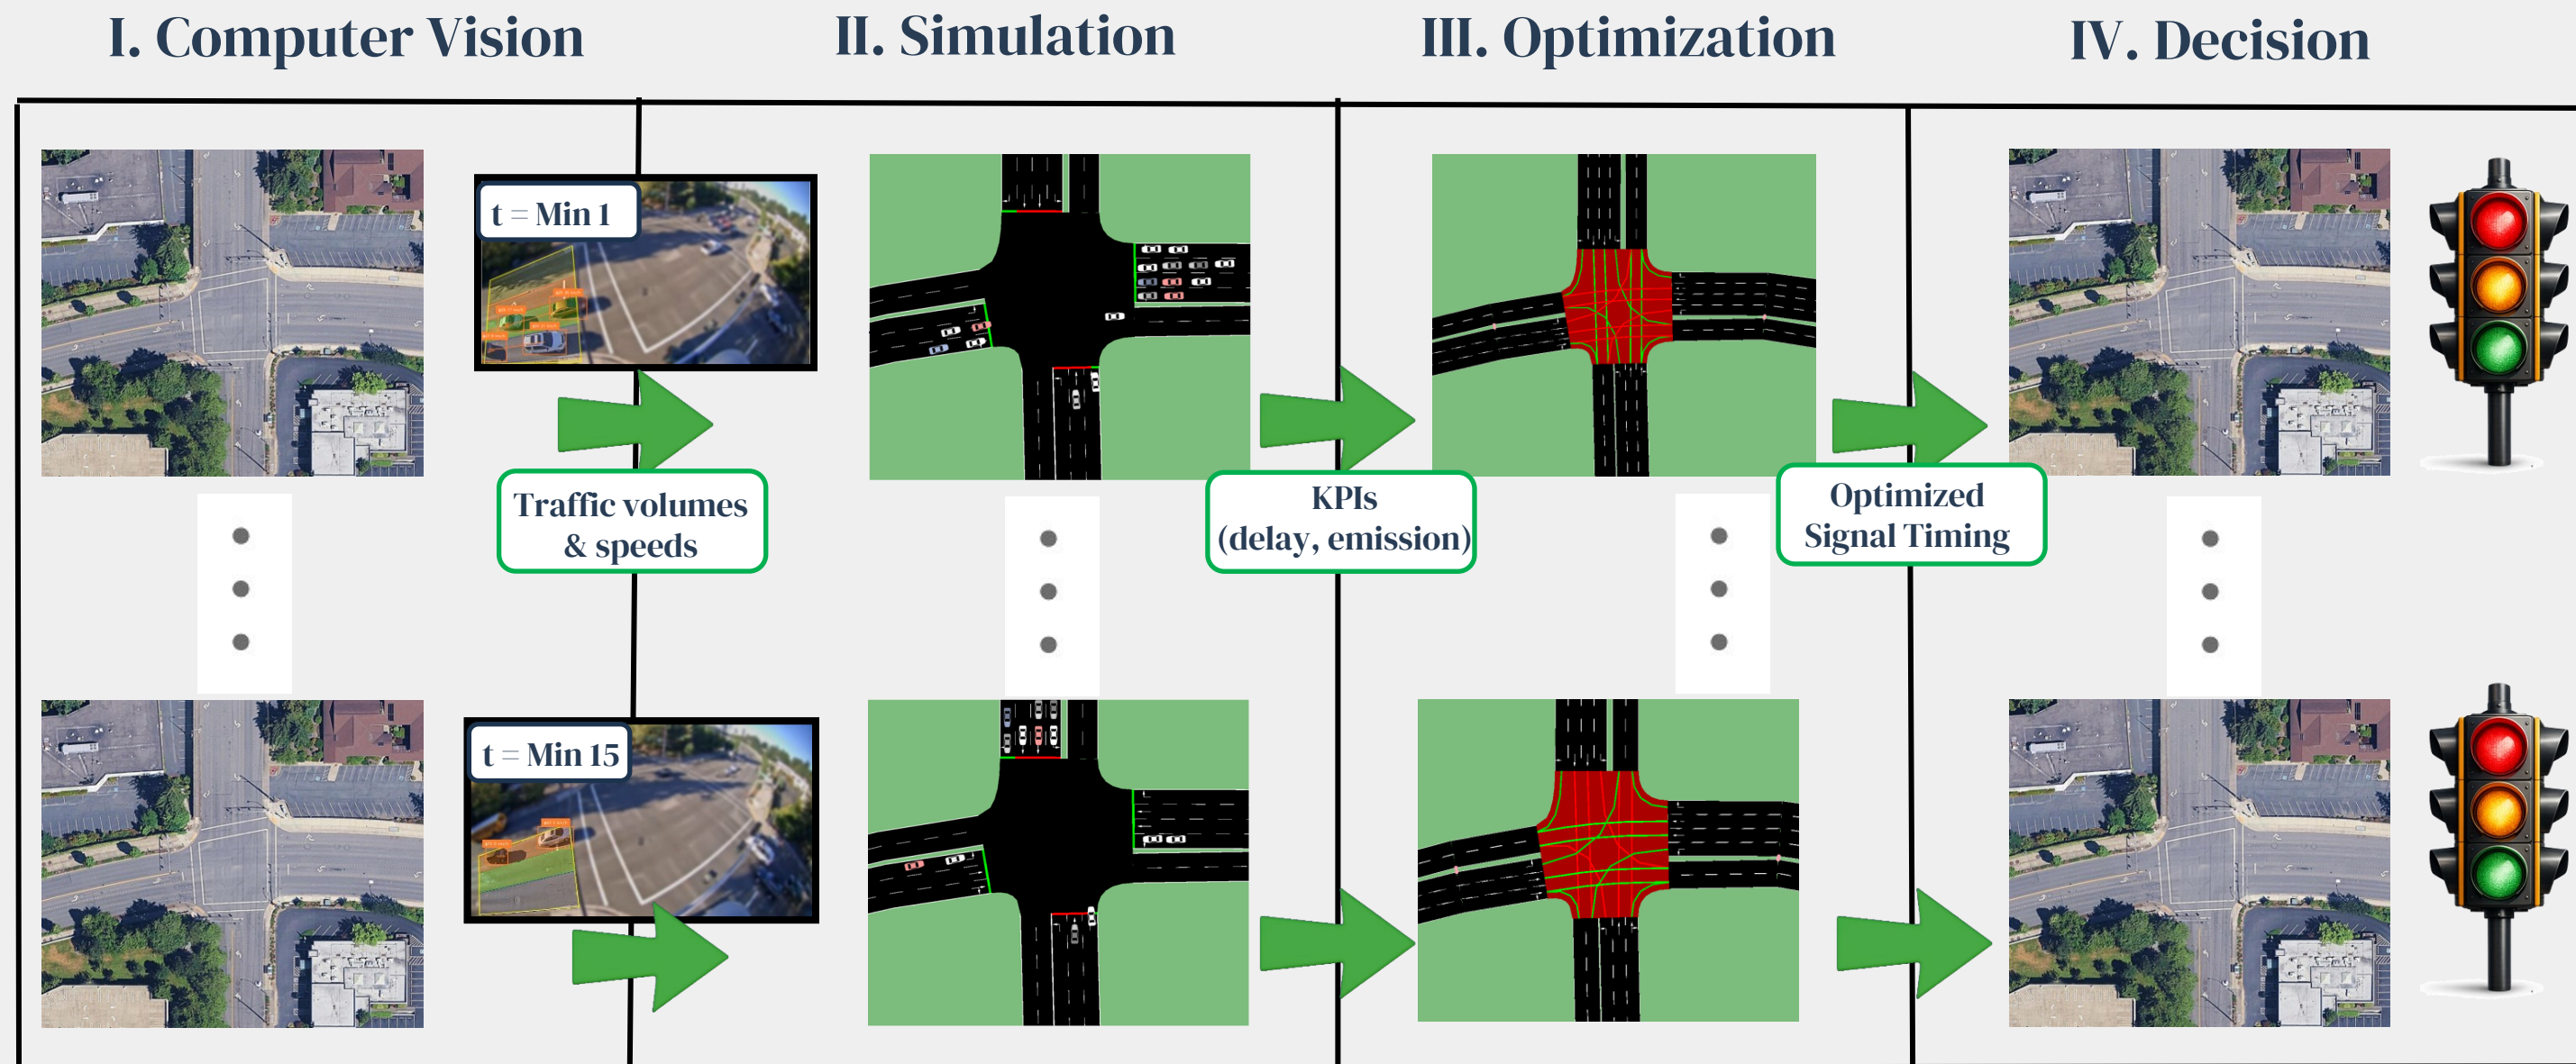 I. Computer Vision
II. Simulation
III. Optimization
IV. Decision
t = Min 1
Traffic volumes
& speeds
KPIs
(delay, emission)
Optimized
Signal Timing
t = Min 15